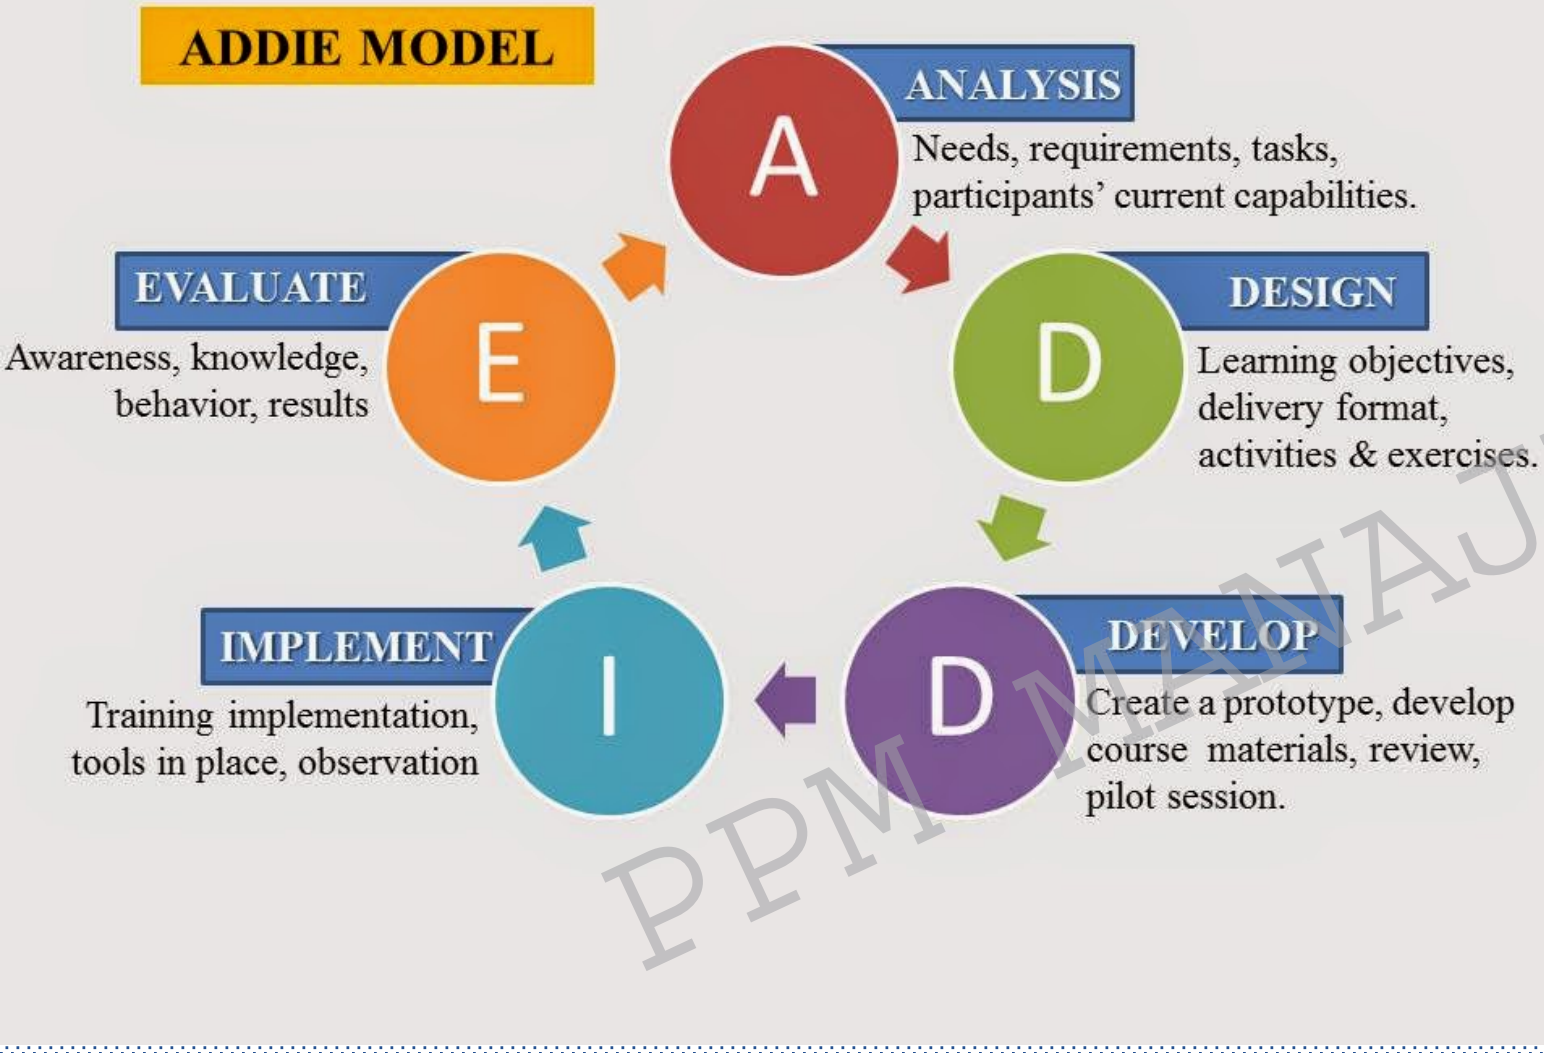 ADDIE MODEL
A
ANALYSIS
Needs, requirements, tasks,
participants’ current capabilities.
D
DESIGN
Learning objectives,
delivery format,
activities & exercises.
D
DEVELOP
Create a prototype, develop
course materials, review,
pilot session.
I
IMPLEMENT
Training implementation,
tools in place, observation
E
EVALUATE
Awareness, knowledge,
behavior, results
PPM